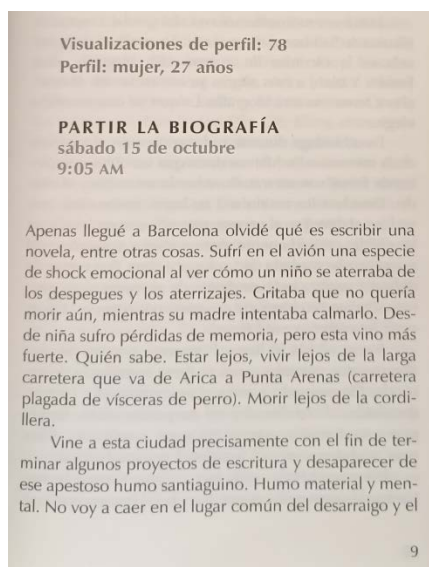 Visualizaciones de perfil: 78
Perfil: mujer, 27 años
PARTIR LA BIOGRAFÍA
sábado 15 de octubre
9:05 AM
Apenas llegué a Barcelona olvidé qué es escribir una
novela, entre otras cosas. Sufrí en el avión una especie
de shock emocional al ver cómo un niño se aterraba de
los despegues y los aterrizajes. Gritaba que no quería
morir aún, mientras su madre intentaba calmarlo. Des-
de niña sufro pérdidas de memoria, pero esta vino más
fuerte. Quién sabe. Estar lejos, vivir lejos de la larga
carretera que va de Arica a Punta Arenas (carretera
plagada de vísceras de perro). Morir lejos de la cordi-
llera.
Vine a esta ciudad precisamente con el fin de ter-
minar algunos proyectos de escritura y desaparecer de
ese apestoso humo santiaguino. Humo material y men-
tal. No voy a caer en el lugar común del desarraigo y el
9